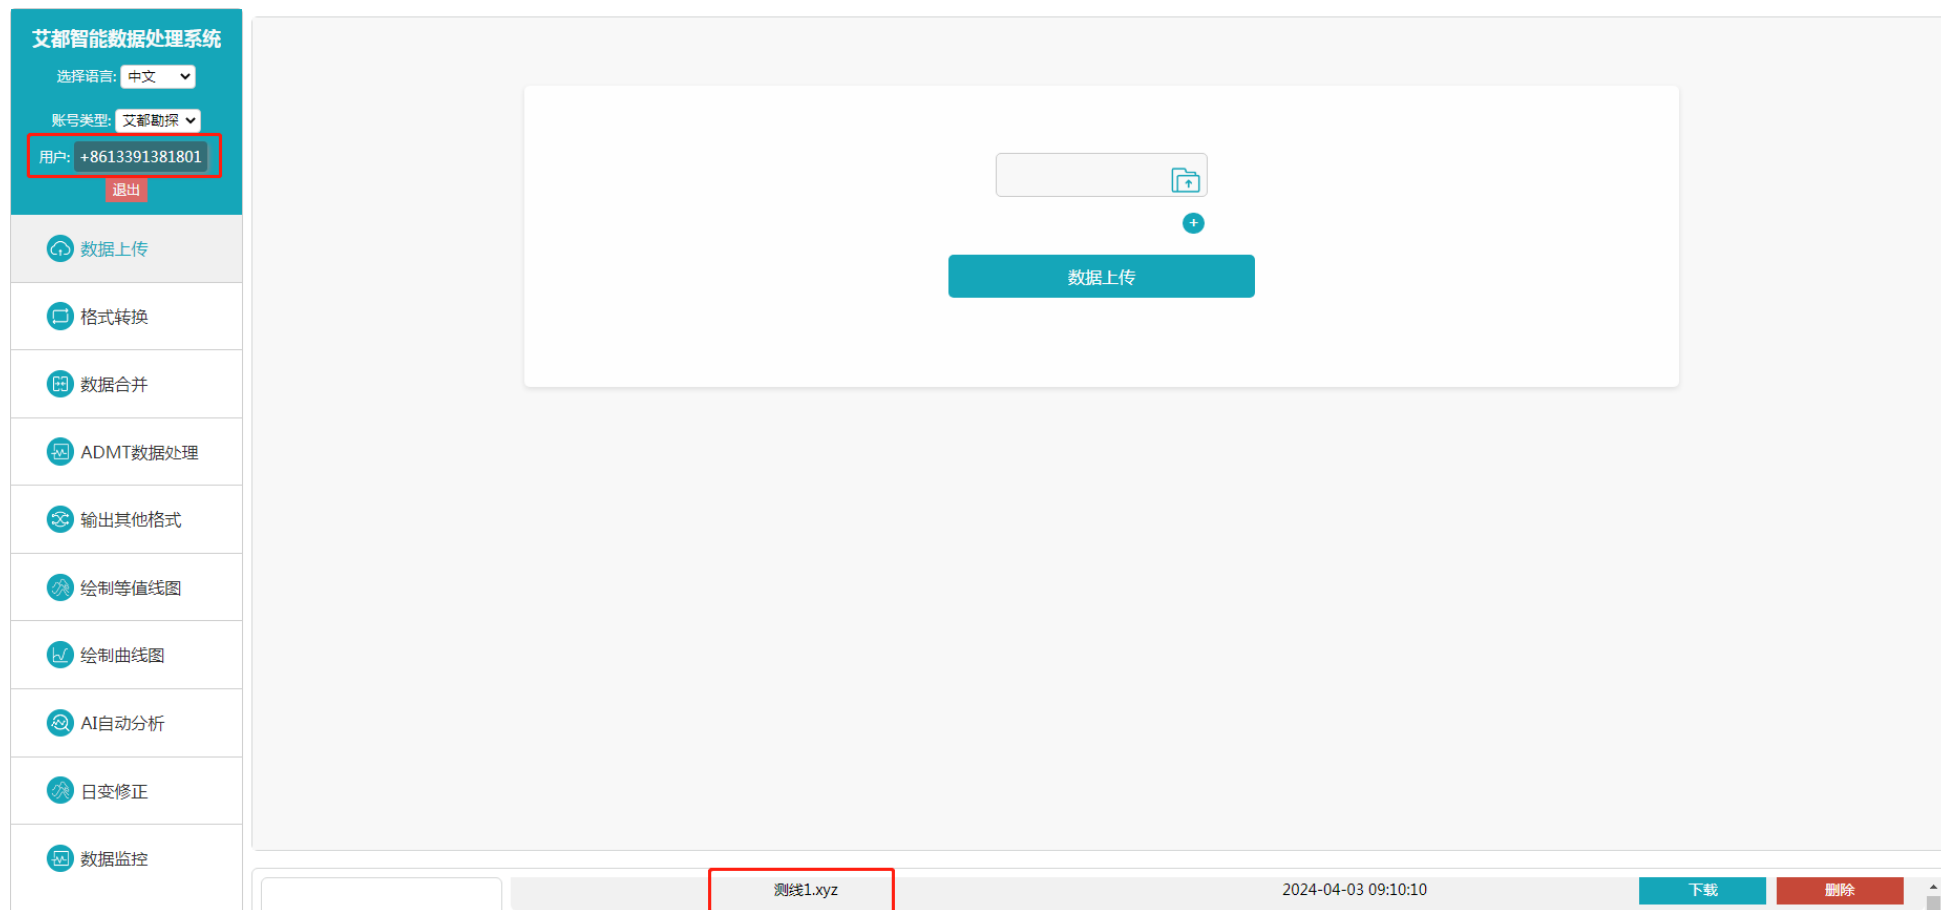 艾都智能数据处理系统
选择语言: 中文
账号类型: 艾都勘探
用户: +8613391381801
退出
数据上传
格式转换
数据合并
ADMT数据处理
输出其他格式
绘制等值线图
绘制曲线图
AI自动分析
日变修正
数据监控
数据上传
测线1.xyz 2024-04-03 09:10:10 下载 删除